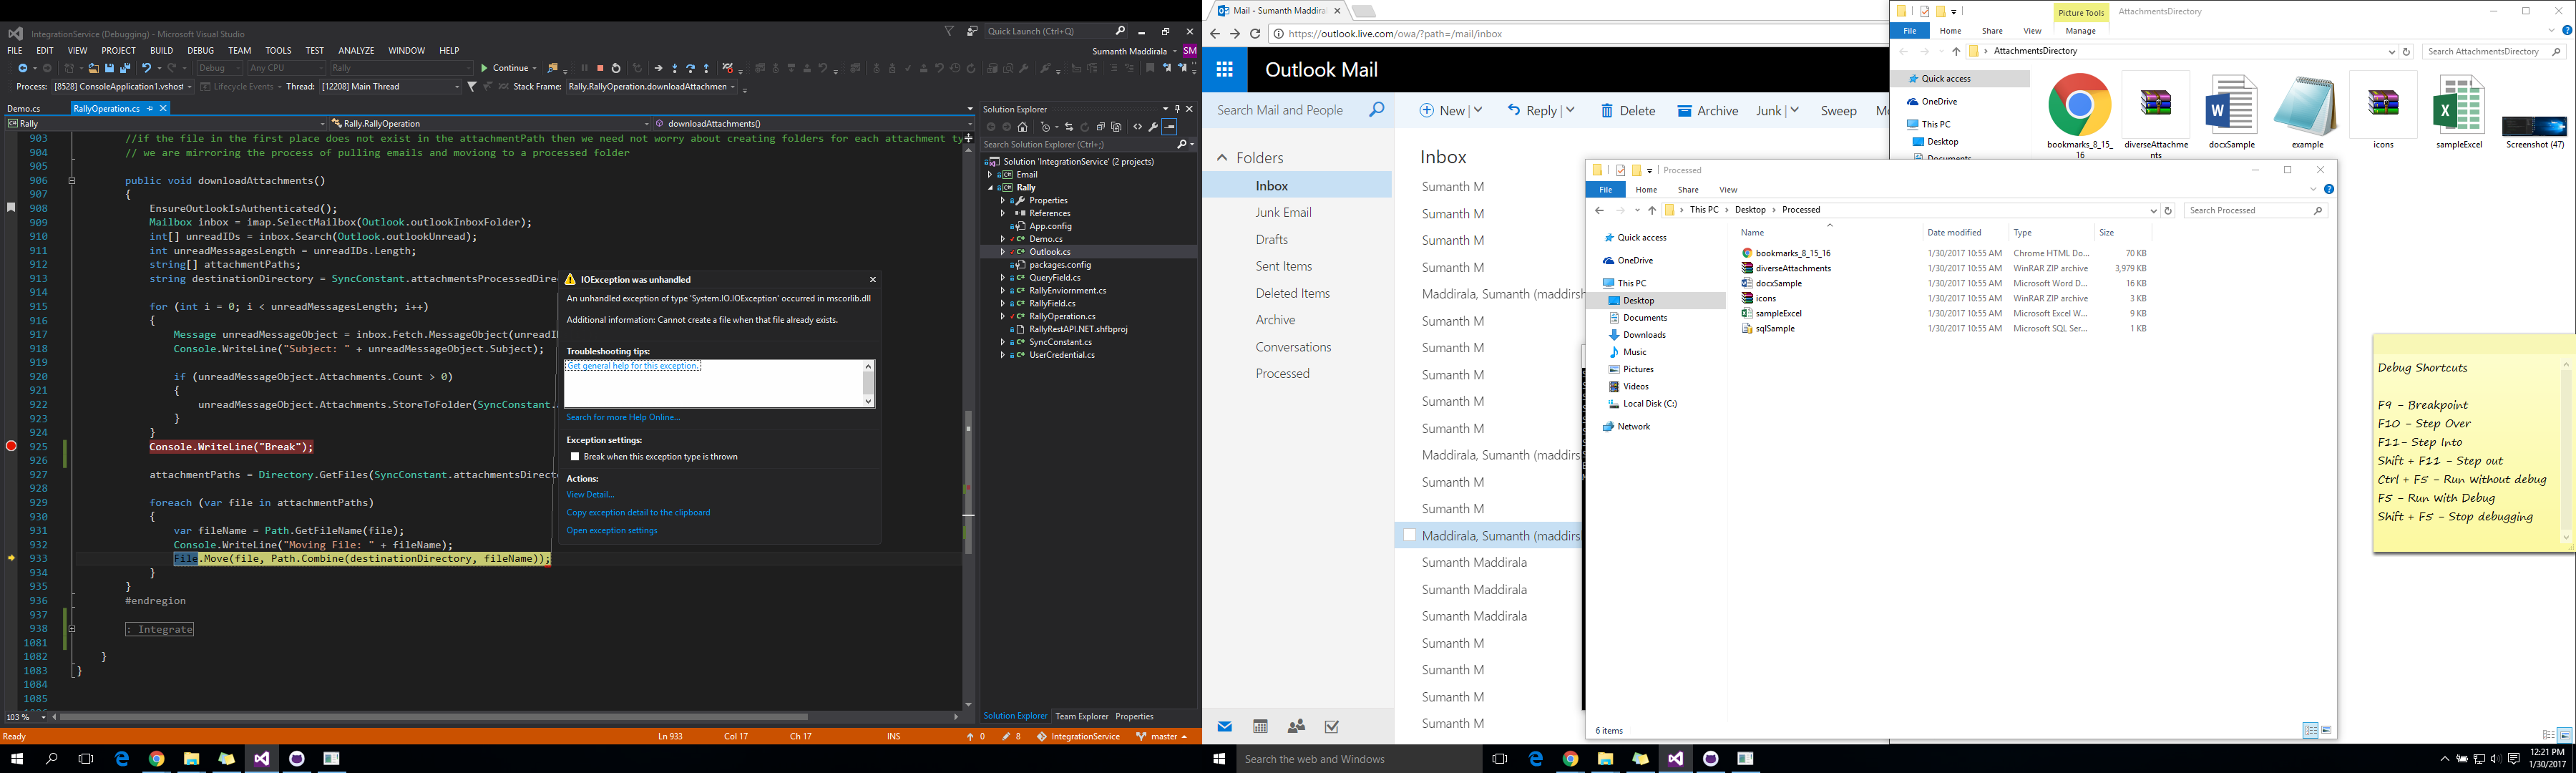 IntegrationService (Debugging) - Microsoft Visual Studio
Quick Launch (Ctrl+Q)
FILE EDIT VIEW PROJECT BUILD DEBUG TEAM TOOLS TEST ANALYZE WINDOW HELP
Sumanth Maddirala SM
Debug Any CPU Rally Continue
Process: [8528] ConsoleApplication1.vshost Lifecycle Events Thread: [12208] Main Thread Stack Frame: Rally.RallyOperation.downloadAttachmen
Demo.cs RallyOperation.cs
Rally Rally.RallyOperation downloadAttachments()
903 //if the file in the first place does not exist in the attachmentPath then we need not worry about creating folders for each attachment ty
904 // we are mirroring the process of pulling emails and moviong to a processed folder
905
906 public void downloadAttachments()
907 {
908 EnsureOutlookIsAuthenticated();
909 Mailbox inbox = imap.SelectMailbox(Outlook.outlookInboxFolder);
910 int[] unreadIDs = inbox.Search(Outlook.outlookUnread);
911 int unreadMessagesLength = unreadIDs.Length;
912 string[] attachmentPaths;
913 string destinationDirectory = SyncConstant.attachmentsProcessedDire
914
915 for (int i = 0; i < unreadMessagesLength; i++)
916 {
917 Message unreadMessageObject = inbox.Fetch.MessageObject(unreadI
918 Console.WriteLine("Subject: " + unreadMessageObject.Subject);
919
920 if (unreadMessageObject.Attachments.Count > 0)
921 {
922 unreadMessageObject.Attachments.StoreToFolder(SyncConstant.
923 }
924 }
925 Console.WriteLine("Break");
926
927 attachmentPaths = Directory.GetFiles(SyncConstant.attachmentsDirect
928
929 foreach (var file in attachmentPaths)
930 {
931 var fileName = Path.GetFileName(file);
932 Console.WriteLine("Moving File: " + fileName);
933 File.Move(file, Path.Combine(destinationDirectory, fileName));
934 }
935 }
936 #endregion
937
938 : Integrate
1081
1082 }
1083 }
1084
1085
103 %
IOException was unhandled
An unhandled exception of type 'System.IO.IOException' occurred in mscorlib.dll
Additional information: Cannot create a file when that file already exists.
Troubleshooting tips:
Get general help for this exception.
Search for more Help Online...
Exception settings:
Break when this exception type is thrown
Actions:
View Detail...
Copy exception detail to the clipboard
Open exception settings
Solution Explorer
Search Solution Explorer (Ctrl+;)
Solution 'IntegrationService' (2 projects)
Email
Rally
Properties
References
App.config
Demo.cs
Outlook.cs
packages.config
QueryField.cs
RallyEnviornment.cs
RallyField.cs
RallyOperation.cs
RallyRestAPI.NET.shfbproj
SyncConstant.cs
UserCredential.cs
Solution Explorer Team Explorer Properties
Ready Ln 933 Col 17 Ch 17 INS 0 8 IntegrationService master
Mail - Sumanth Maddiral
https://outlook.live.com/owa/?path=/mail/inbox
Outlook Mail
Search Mail and People
New Reply Delete Archive Junk Sweep Mo
Folders
Inbox
Junk Email
Drafts
Sent Items
Deleted Items
Archive
Conversations
Processed
Inbox
Sumanth M
Sumanth M
Sumanth M
Sumanth M
Maddirala, Sumanth (maddirsh
Sumanth M
Sumanth M
Sumanth M
Sumanth M
Sumanth M
Maddirala, Sumanth (maddirs
Sumanth M
Sumanth M
Maddirala, Sumanth (maddirs
Sumanth Maddirala
Sumanth Maddirala
Sumanth Maddirala
Sumanth M
Sumanth M
Sumanth M
Sumanth M
Picture Tools AttachmentsDirectory
File Home Share View Manage
AttachmentsDirectory
Search AttachmentsDirectory
Quick access
OneDrive
This PC
Desktop
Documents
bookmarks_8_15_16
diverseAttachments
docxSample
example
icons
sampleExcel
Screenshot (47)
Processed
File Home Share View
This PC Desktop Processed
Search Processed
Quick access
OneDrive
This PC
Desktop
Documents
Downloads
Music
Pictures
Videos
Local Disk (C:)
Network
Name Date modified Type Size
bookmarks_8_15_16 1/30/2017 10:55 AM Chrome HTML Do... 70 KB
diverseAttachments 1/30/2017 10:55 AM WinRAR ZIP archive 3,979 KB
docxSample 1/30/2017 10:55 AM Microsoft Word D... 16 KB
icons 1/30/2017 10:55 AM WinRAR ZIP archive 3 KB
sampleExcel 1/30/2017 10:55 AM Microsoft Excel W... 9 KB
sqlSample 1/30/2017 10:55 AM Microsoft SQL Ser... 1 KB
6 items
Debug Shortcuts
F9 - Breakpoint
F10 - Step Over
F11- Step Into
Shift + F11 - Step out
Ctrl + F5 - Run without debug
F5 - Run with Debug
Shift + F5 - Stop debugging
Search the web and Windows
12:21 PM
1/30/2017